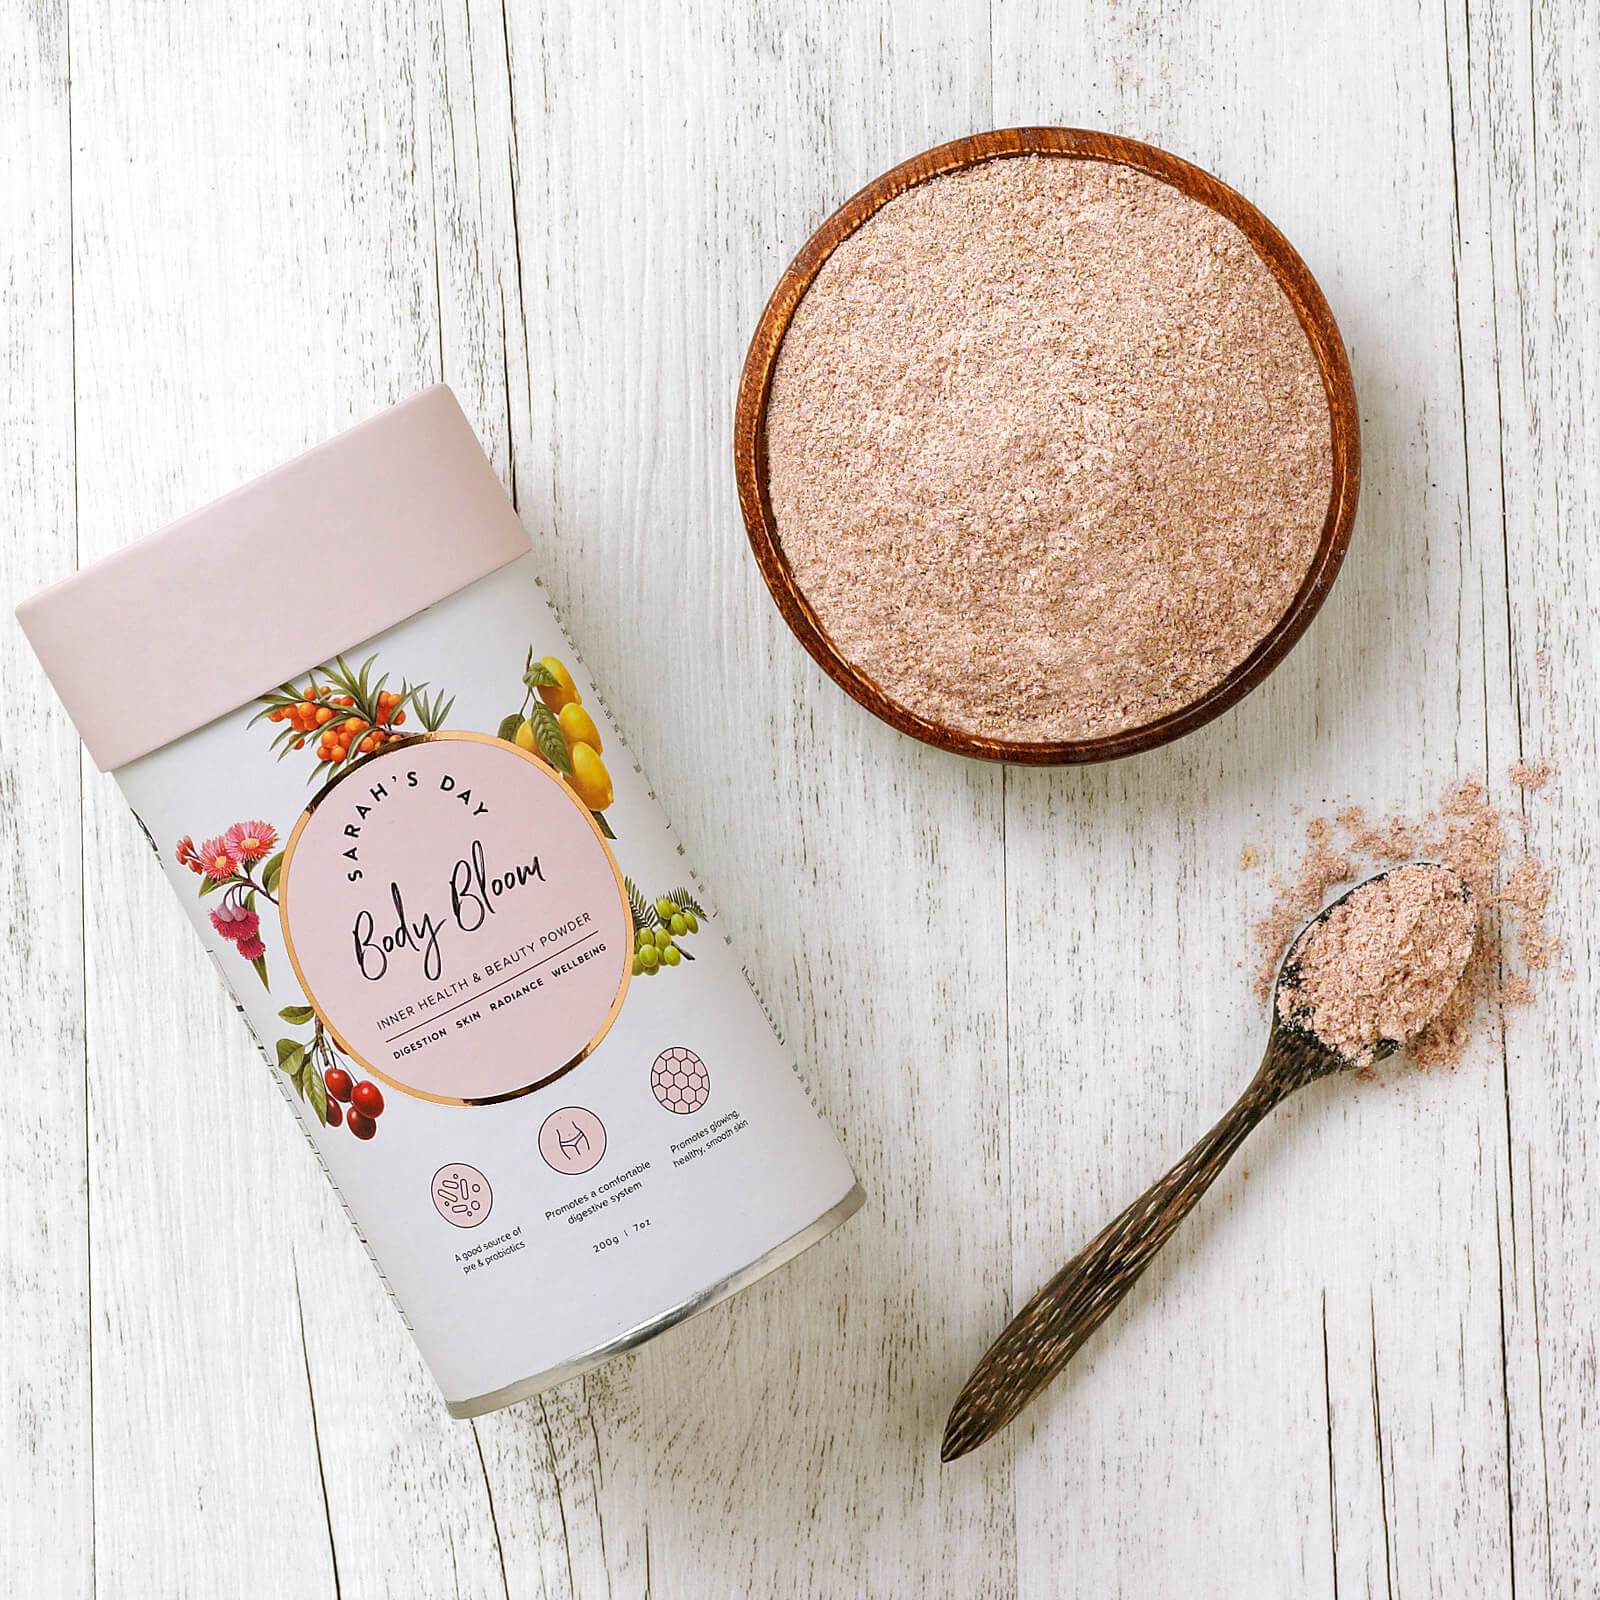 SARAH'S DAY
Body Bloom
INNER HEALTH & BEAUTY POWDER
DIGESTION SKIN RADIANCE WELLBEING
A good source of
pre & probiotics
Promotes a comfortable
digestive system
Promotes glowing,
healthy, smooth skin
200g | 7oz